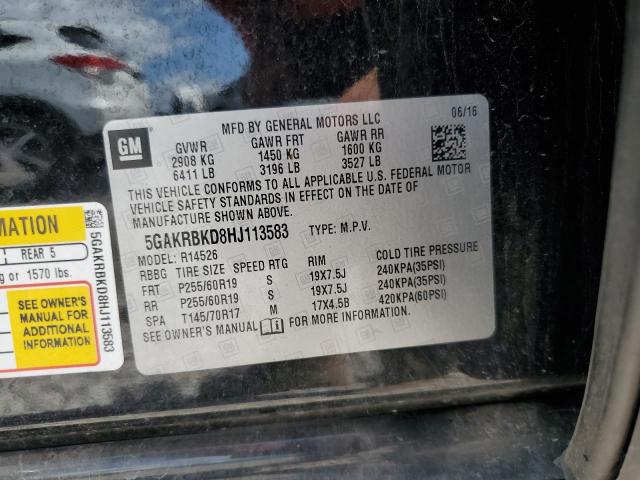 MFD BY GENERAL MOTORS LLC
06/16
GM
GVWR GAWR FRT GAWR RR
2908 KG 1450 KG 1600 KG
6411 LB 3196 LB 3527 LB
THIS VEHICLE CONFORMS TO ALL APPLICABLE U.S. FEDERAL MOTOR
VEHICLE SAFETY STANDARDS IN EFFECT ON THE DATE OF
MANUFACTURE SHOWN ABOVE.
5GAKRBKD8HJ113583 TYPE: M.P.V.
MODEL: R14526
RBBG TIRE SIZE SPEED RTG RIM COLD TIRE PRESSURE
FRT P255/60R19 S 19X7.5J 240KPA(35PSI)
RR P255/60R19 S 19X7.5J 240KPA(35PSI)
SPA T145/70R17 M 17X4.5B 420KPA(60PSI)
SEE OWNER'S MANUAL FOR MORE INFORMATION
RMATION
REAR 5
g or 1570 lbs.
SEE OWNER'S
MANUAL FOR
ADDITIONAL
INFORMATION
5GAKRBKD8HJ113583